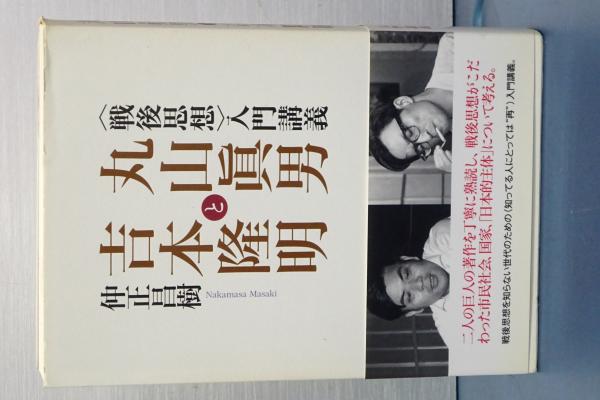 〈戦後思想〉入門講義
丸山眞男
と
吉本隆明
仲正昌樹
Nakamasa Masaki
二人の巨人の著作を丁寧に熟読し、戦後思想がこだ
わった市民社会、国家、「日本的主体」について考える。
戦後思想を知らない世代のための(知ってる人にとっては“再”)入門講義。